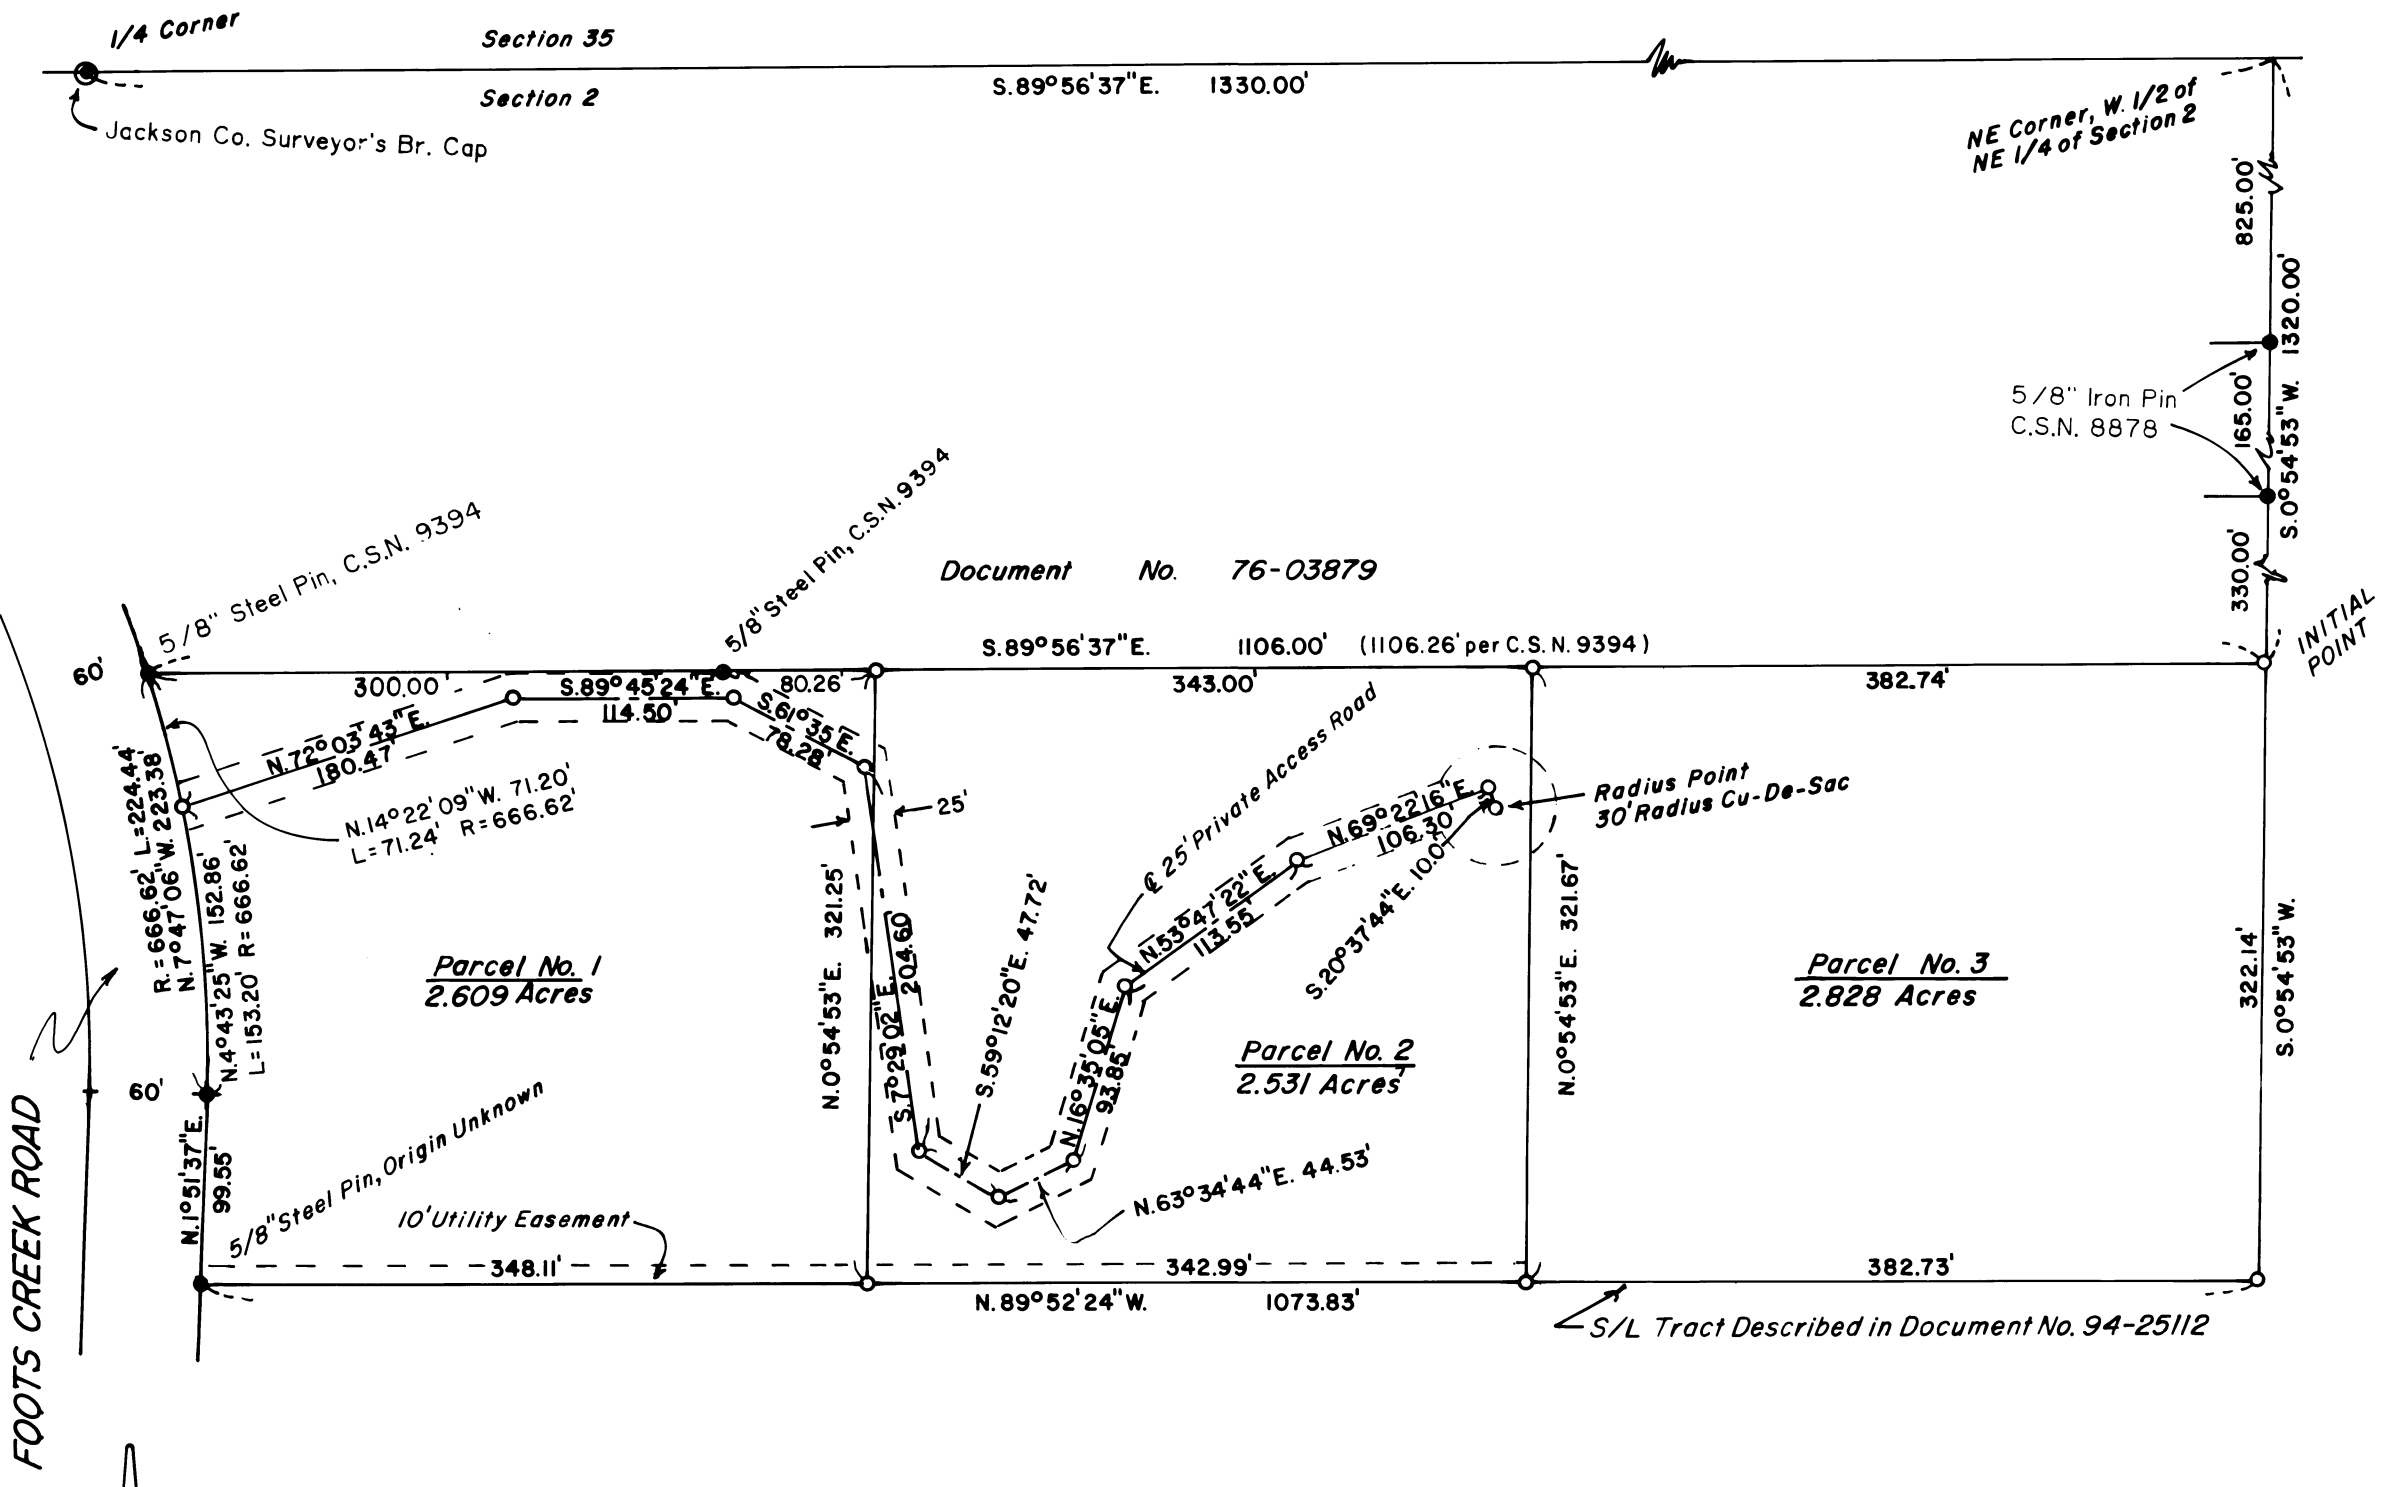 1/4 Corner
Section 35
S.89°56'37"E. 1330.00'
Section 2
Jackson Co. Surveyor's Br. Cap
NE Corner, W. 1/2 of
NE 1/4 of Section 2
825.00'
S.0°54'53"W. 1320.00'
165.00'
5/8" Iron Pin
C.S.N. 8878
330.00'
INITIAL
POINT
5/8" Steel Pin, C.S.N. 9394
5/8" Steel Pin, C.S.N. 9394
Document No. 76-03879
S.89°56'37"E. 1106.00' (1106.26' per C.S.N. 9394)
60'
300.00'
80.26'
343.00'
382.74'
S.89°45'24"E.
114.50'
N.72°03'43"E.
180.47'
S.61°35'E.
78.28'
N.14°22'09"W. 71.20'
L=71.24' R=666.62'
R.=666.62' L=224.44'
N.7°47'06"W. 223.38'
N.4°43'25"W. 152.86'
L=153.20' R=666.62'
25'
℄ 25' Private Access Road
N.69°22'16"E.
106.30'
Radius Point
30' Radius Cu-De-Sac
S.20°37'44"E. 10.0'
N.53°47'22"E.
113.55'
N.0°54'53"E. 321.25'
S.7°29'02"E.
204.60
S.59°12'20"E. 47.72'
N.16°35'05"E.
93.85'
N.63°34'44"E. 44.53'
N.0°54'53"E. 321.67'
322.14'
S.0°54'53"W.
Parcel No. 1
2.609 Acres
Parcel No. 2
2.531 Acres
Parcel No. 3
2.828 Acres
60'
N.1°51'37"E.
99.55'
5/8" Steel Pin, Origin Unknown
10' Utility Easement
348.11'
342.99'
382.73'
N.89°52'24"W. 1073.83'
S/L Tract Described in Document No. 94-25112
FOOTS CREEK ROAD